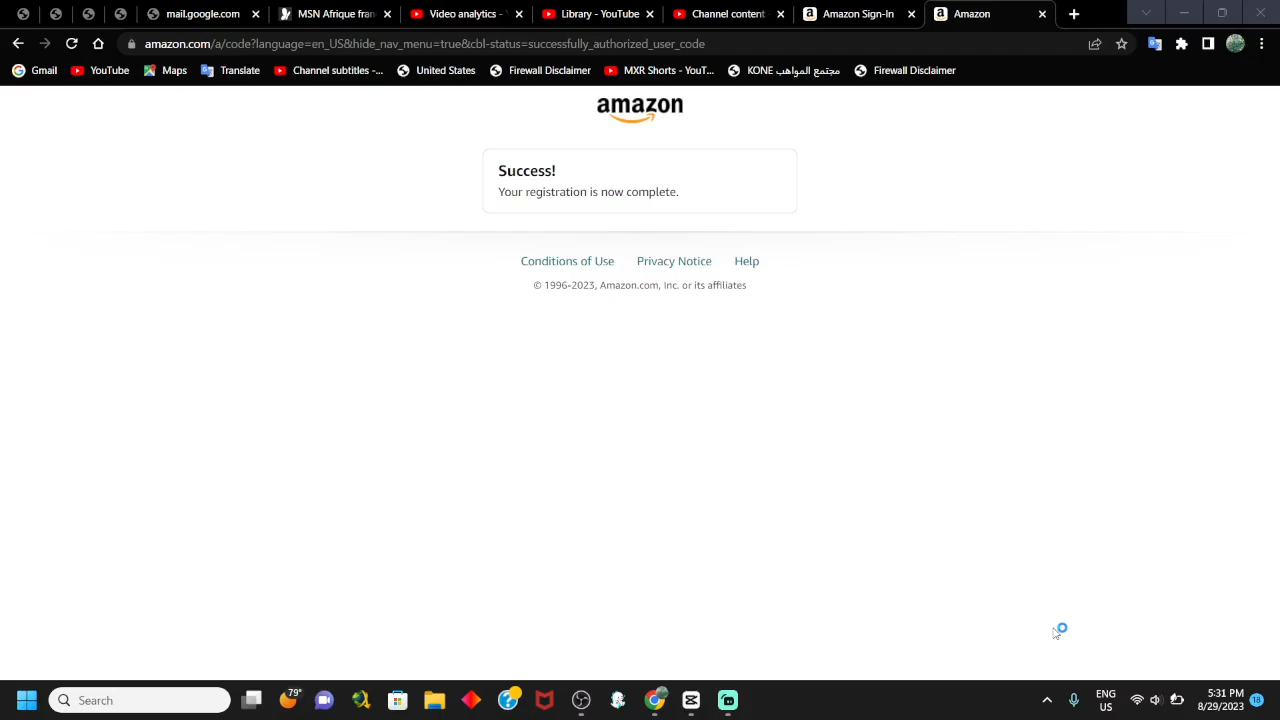 mail.google.com
MSN Afrique fran
Video analytics -
Library - YouTube
Channel content
Amazon Sign-In
Amazon
amazon.com/a/code?language=en_US&hide_nav_menu=true&cbl-status=successfully_authorized_user_code
Gmail
YouTube
Maps
Translate
Channel subtitles -...
United States
Firewall Disclaimer
MXR Shorts - YouT...
مجتمع المواهب KONE
Firewall Disclaimer
amazon
Success!
Your registration is now complete.
Conditions of Use
Privacy Notice
Help
© 1996-2023, Amazon.com, Inc. or its affiliates
Search
79°
ENG
US
5:31 PM
8/29/2023
18